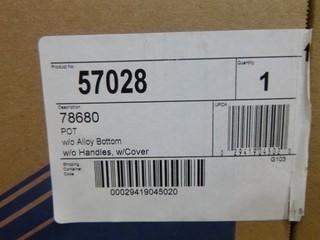 Product No.
Quantity
57028
1
Description
UPC#
78680
POT
w/o Alloy Bottom
w/o Handles, w/Cover
G103
Shipping
Container
Code
00029419045020